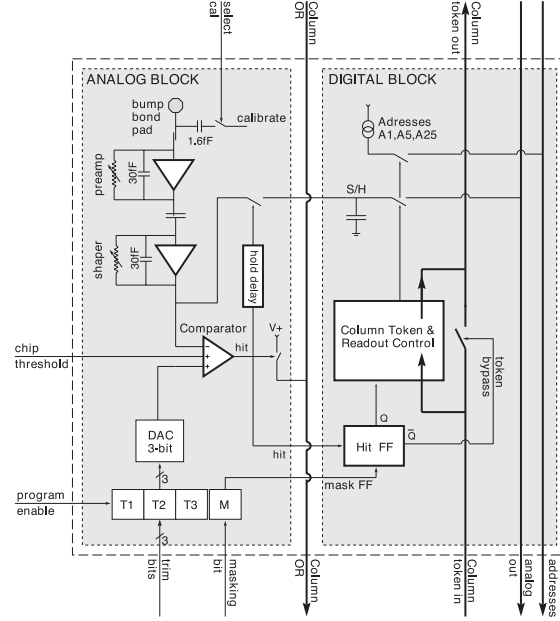 select
cal
Column
OR
Column
token out
ANALOG BLOCK
DIGITAL BLOCK
bump
bond
pad
calibrate
1.6fF
Adresses
A1,A5,A25
preamp
30fF
S/H
shaper
30fF
hold delay
Column Token &
Readout Control
Comparator
V+
hit
chip
threshold
−
+
+
token
bypass
Q
Q̅
DAC
3-bit
Hit FF
hit
3
mask FF
program
enable
T1
T2
T3
M
3
trim
bits
masking
bit
Column
OR
Column
token in
analog
out
addresses